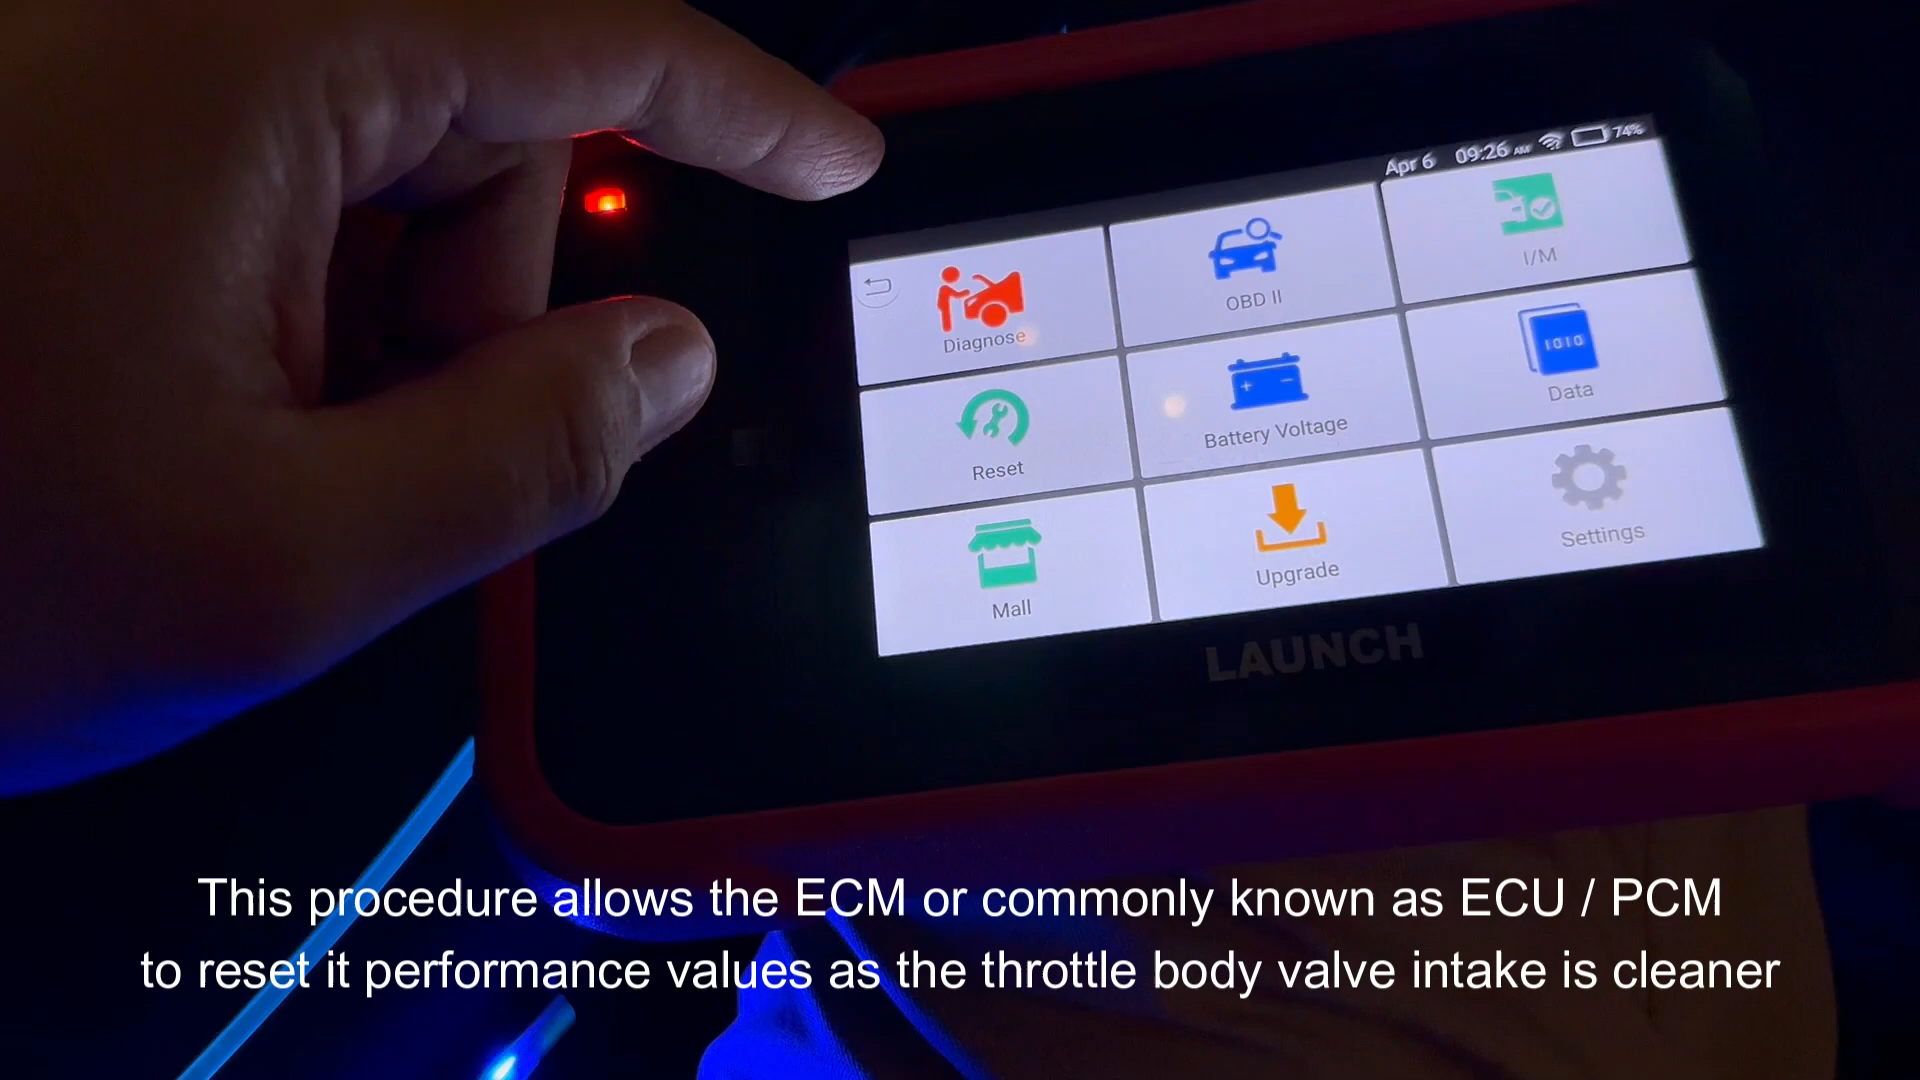 Apr 6 09:26 AM 74%
Diagnose
OBD II
I/M
Reset
Battery Voltage
1010
Data
Mall
Upgrade
Settings
LAUNCH
This procedure allows the ECM or commonly known as ECU / PCM
to reset it performance values as the throttle body valve intake is cleaner